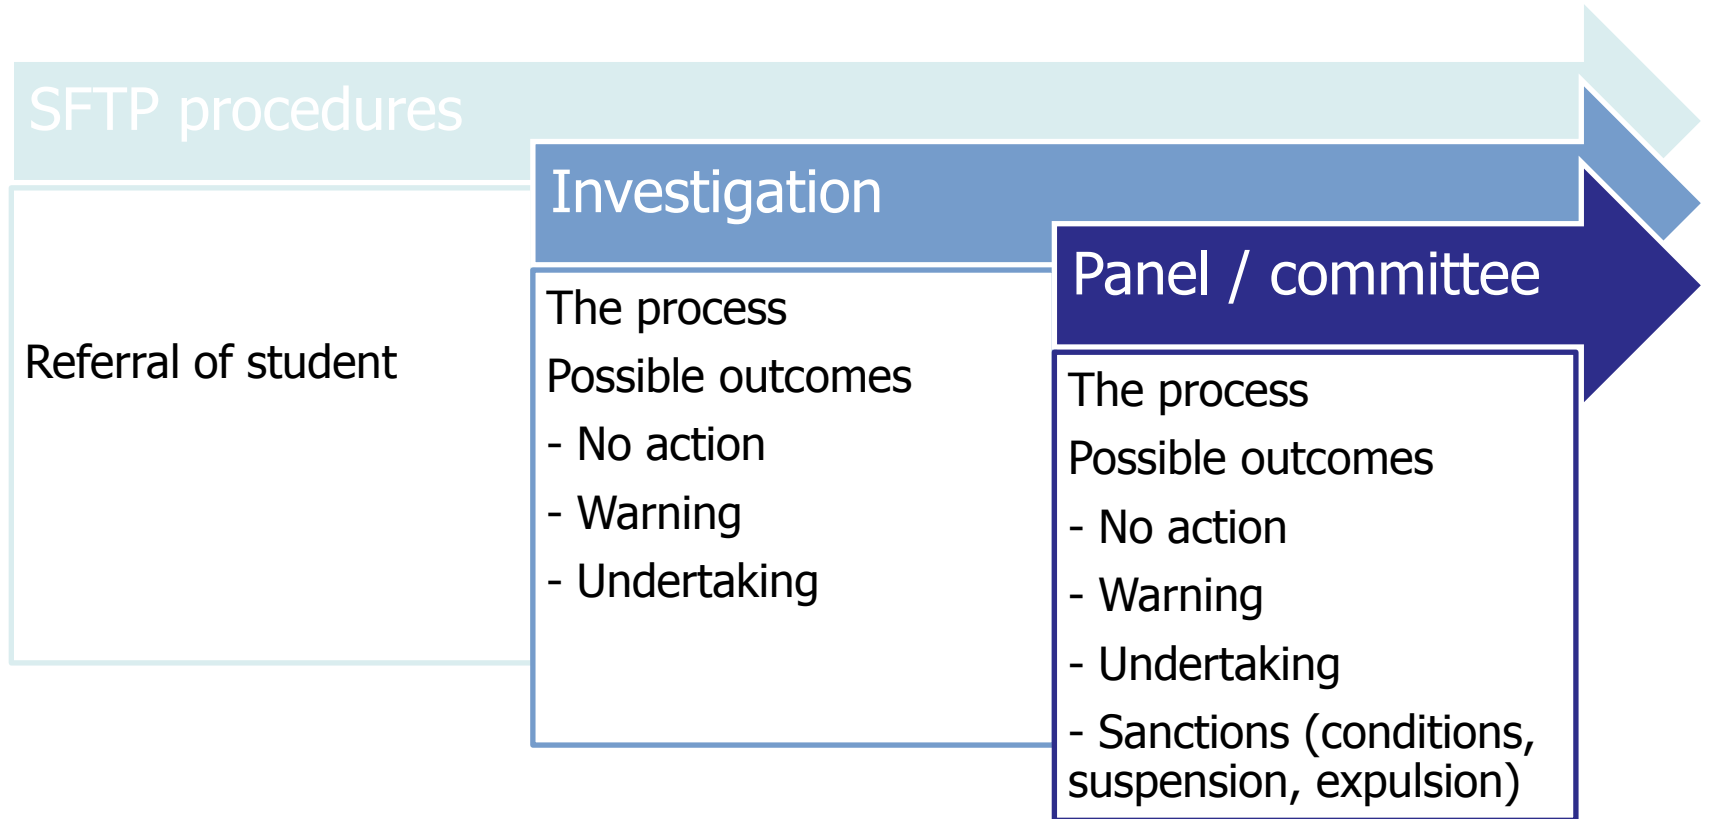 SFTP procedures
Referral of student
Investigation
The process
Possible outcomes
- No action
- Warning
- Undertaking
Panel / committee
The process
Possible outcomes
- No action
- Warning
- Undertaking
- Sanctions (conditions,
suspension, expulsion)